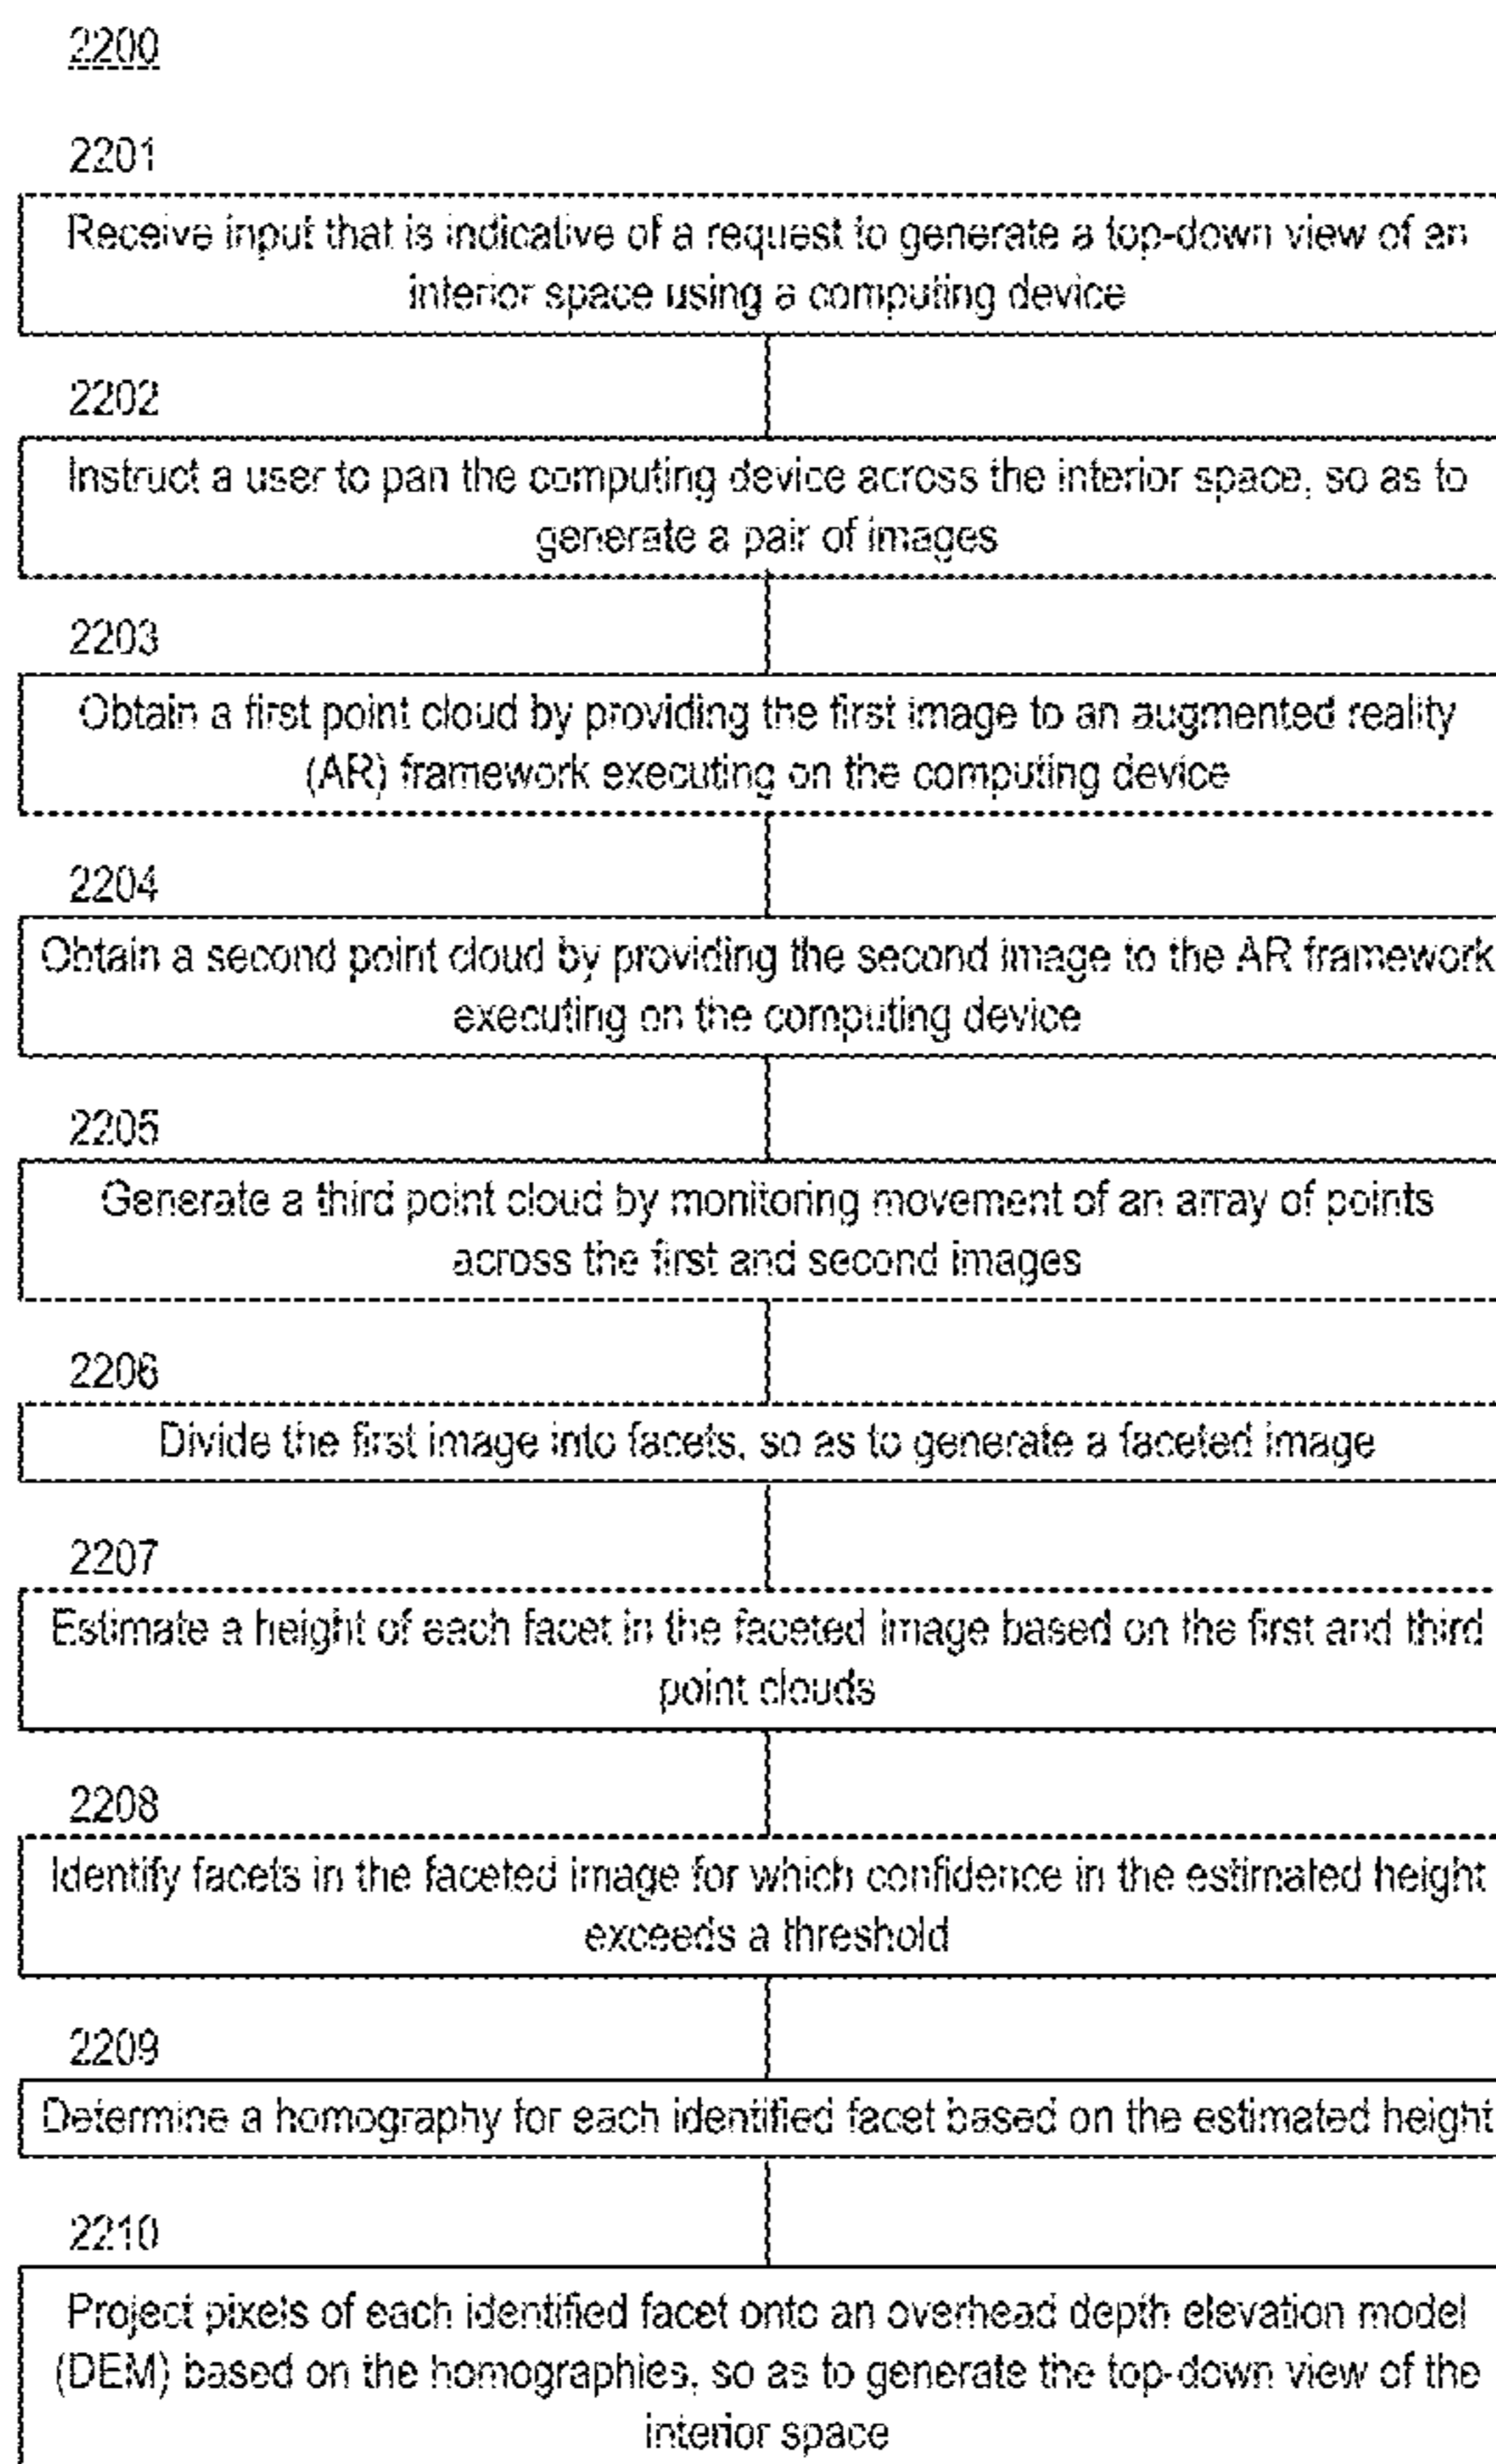 2200
2201
Receive input that is indicative of a request to generate a top-down view of an
interior space using a computing device
2202
Instruct a user to pan the computing device across the interior space, so as to
generate a pair of images
2203
Obtain a first point cloud by providing the first image to an augmented reality
(AR) framework executing on the computing device
2204
Obtain a second point cloud by providing the second image to the AR framework
executing on the computing device
2205
Generate a third point cloud by monitoring movement of an array of points
across the first and second images
2206
Divide the first image into facets, so as to generate a faceted image
2207
Estimate a height of each facet in the faceted image based on the first and third
point clouds
2208
Identify facets in the faceted image for which confidence in the estimated height
exceeds a threshold
2209
Determine a homography for each identified facet based on the estimated height
2210
Project pixels of each identified facet onto an overhead depth elevation model
(DEM) based on the homographies, so as to generate the top-down view of the
interior space